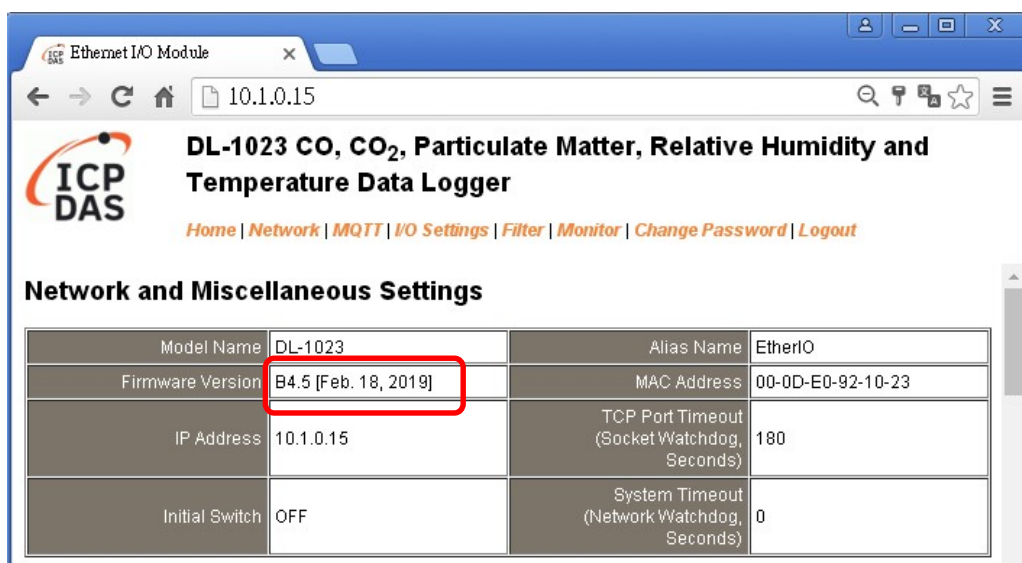 Ethernet I/O Module
10.1.0.15
ICP
DAS
DL-1023 CO, CO₂, Particulate Matter, Relative Humidity and
Temperature Data Logger
Home | Network | MQTT | I/O Settings | Filter | Monitor | Change Password | Logout
Network and Miscellaneous Settings
Model Name DL-1023 Alias Name EtherIO
Firmware Version B4.5 [Feb. 18, 2019] MAC Address 00-0D-E0-92-10-23
IP Address 10.1.0.15 TCP Port Timeout
(Socket Watchdog,
Seconds) 180
Initial Switch OFF System Timeout
(Network Watchdog,
Seconds) 0